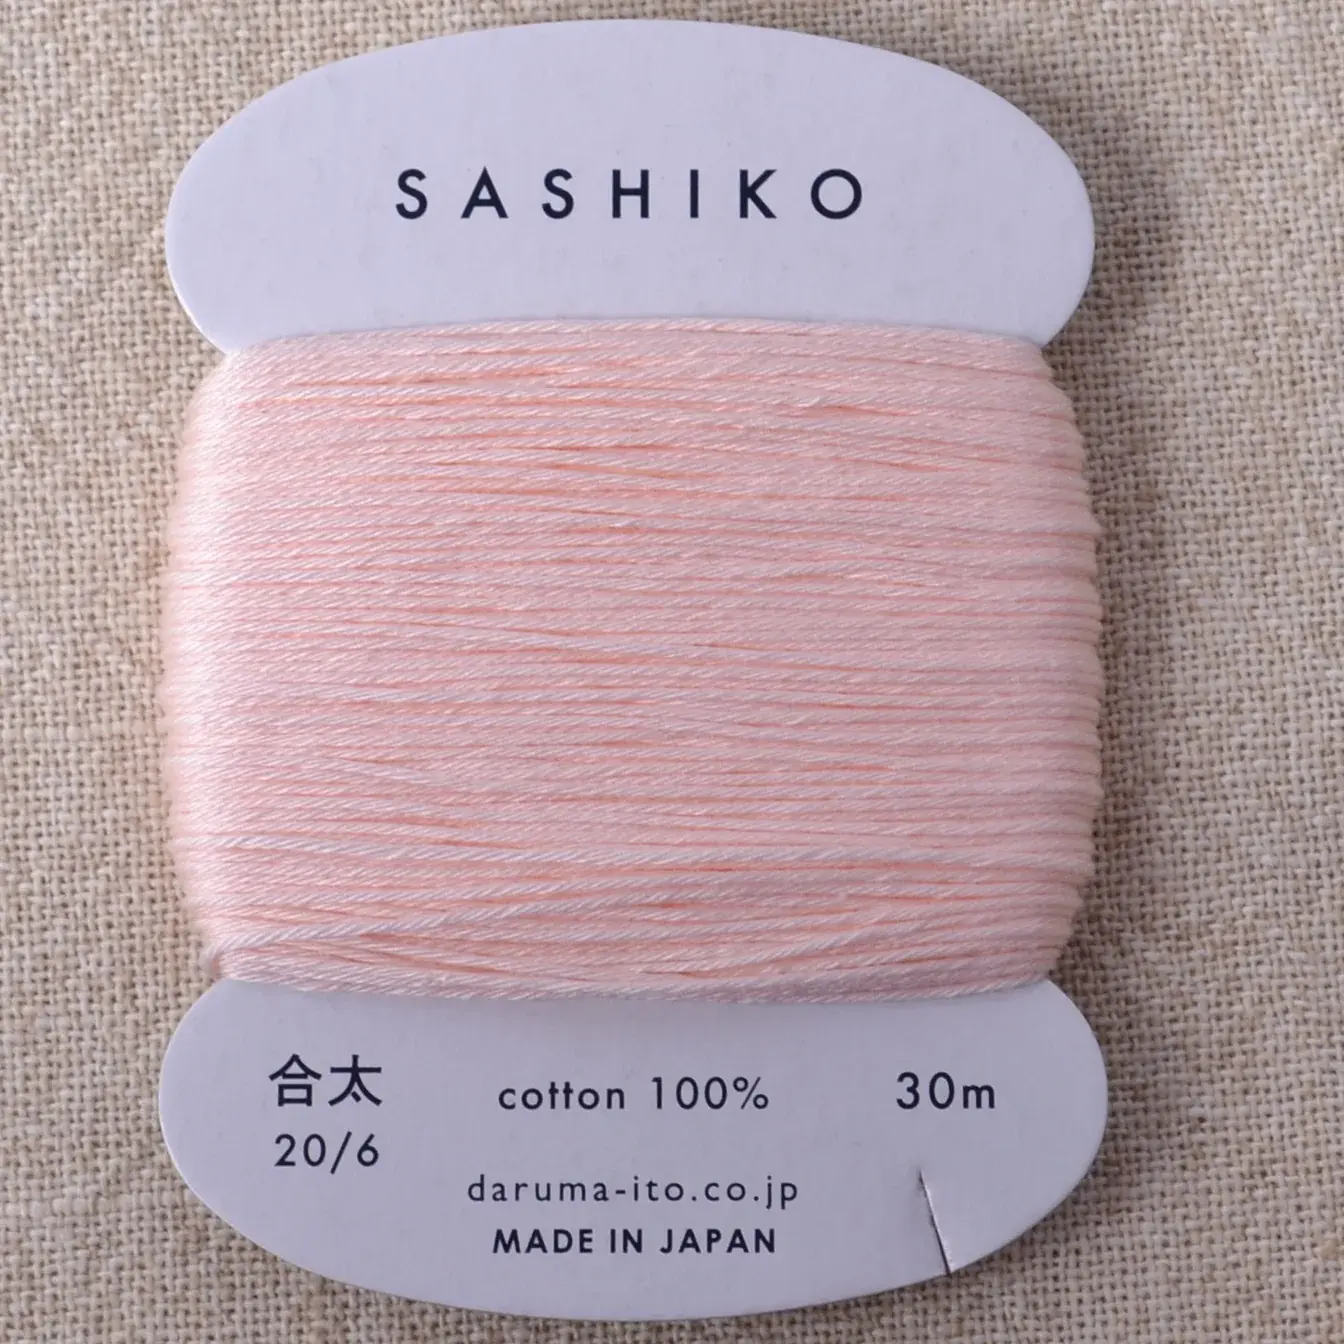 SASHIKO
合太
20/6
cotton 100%
30m
daruma-ito.co.jp
MADE IN JAPAN